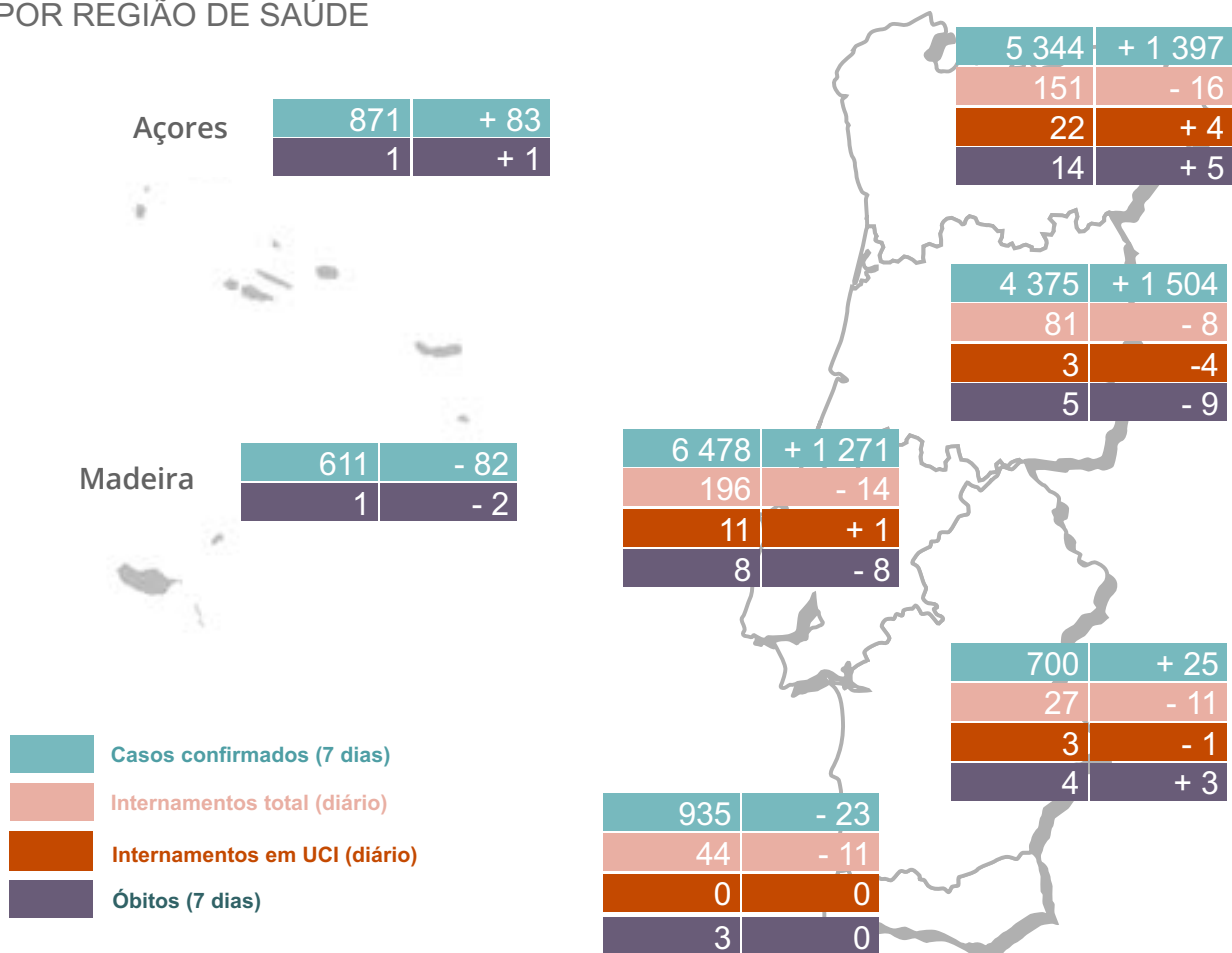 POR REGIÃO DE SAÚDE
5 344 + 1 397
151 - 16
22 + 4
14 + 5
Açores
871 + 83
1 + 1
4 375 + 1 504
81 - 8
3 -4
5 - 9
Madeira
611 - 82
1 - 2
6 478 + 1 271
196 - 14
11 + 1
8 - 8
700 + 25
27 - 11
3 - 1
4 + 3
Casos confirmados (7 dias)
Internamentos total (diário)
Internamentos em UCI (diário)
Óbitos (7 dias)
935 - 23
44 - 11
0 0
3 0